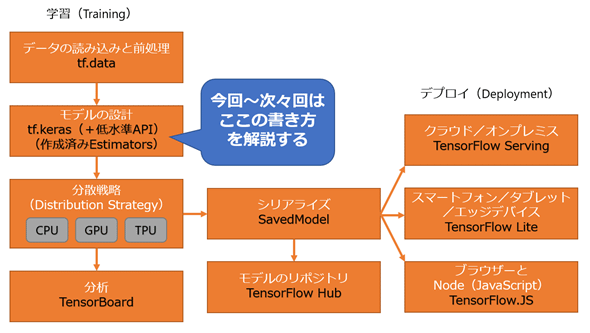 学習（Training）
データの読み込みと前処理
tf.data
モデルの設計
tf.keras（＋低水準API）
（作成済みEstimators）
今回～次々回は
ここの書き方
を解説する
分散戦略
（Distribution Strategy）
CPU
GPU
TPU
分析
TensorBoard
シリアライズ
SavedModel
モデルのリポジトリ
TensorFlow Hub
デプロイ（Deployment）
クラウド／オンプレミス
TensorFlow Serving
スマートフォン／タブレット
／エッジデバイス
TensorFlow Lite
ブラウザーと
Node（JavaScript）
TensorFlow.JS